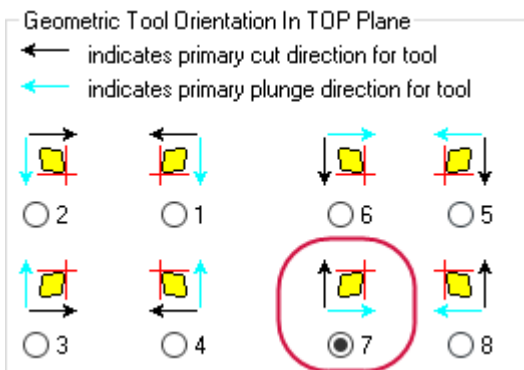 Geometric Tool Orientation In TOP Plane
indicates primary cut direction for tool
indicates primary plunge direction for tool
2 1 6 5
3 4 7 8